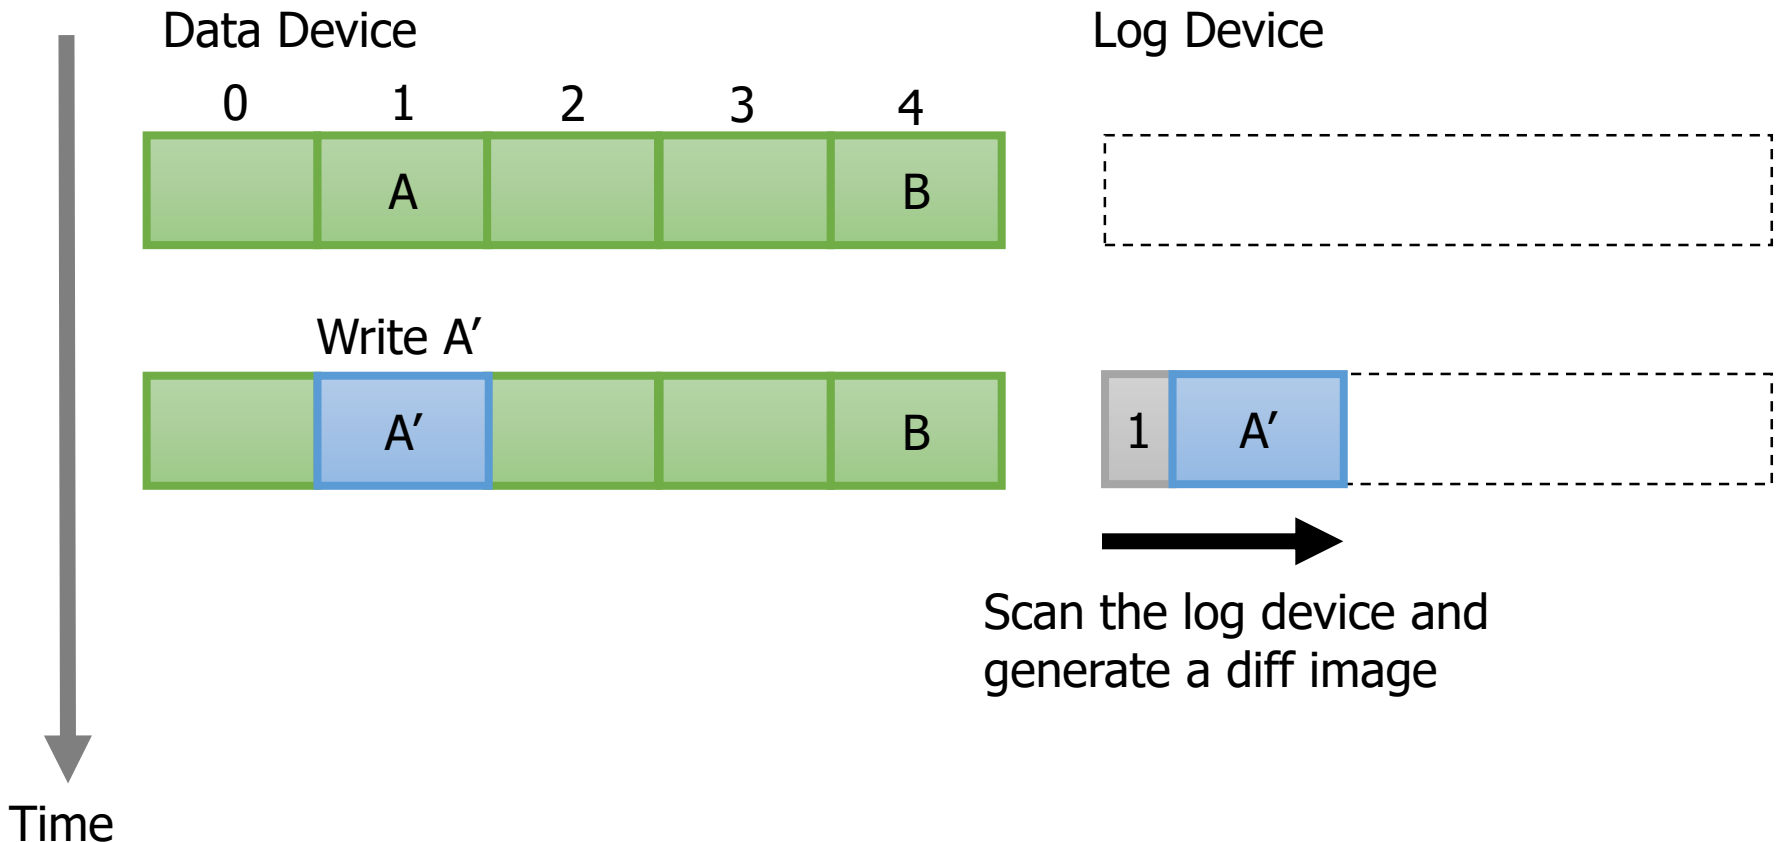 Data Device
Log Device
0 1 2 3 4
A B
Write A′
A′ B
1 A′
Scan the log device and
generate a diff image
Time